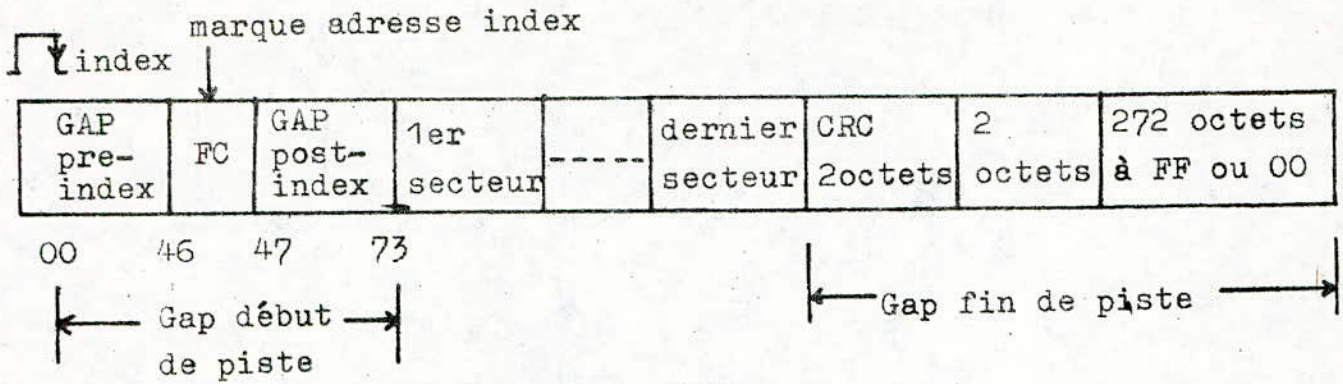 marque adresse index
index
GAP
pre-
index
FC
GAP
post-
index
1er
secteur
dernier
secteur
CRC
2octets
2
octets
272 octets
à FF ou 00
00 46 47 73
Gap début
de piste
Gap fin de piste